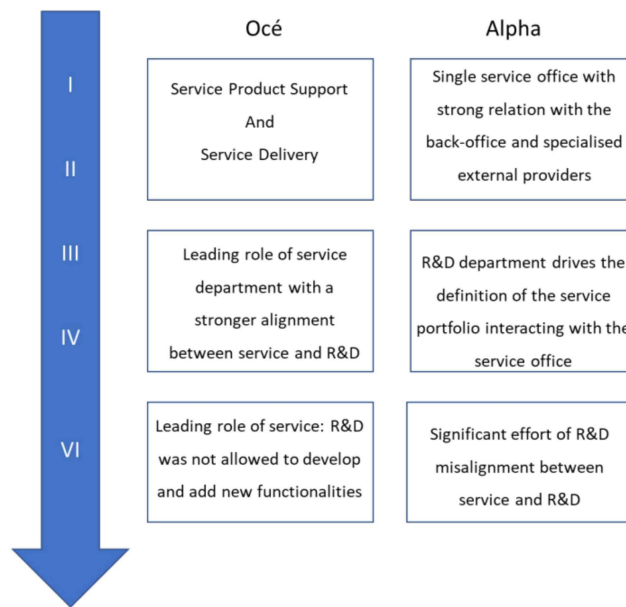 Océ
Alpha
I
II
III
IV
VI
Service Product Support
And
Service Delivery
Single service office with
strong relation with the
back-office and specialised
external providers
Leading role of service
department with a
stronger alignment
between service and R&D
R&D department drives the
definition of the service
portfolio interacting with the
service office
Leading role of service: R&D
was not allowed to develop
and add new functionalities
Significant effort of R&D
misalignment between
service and R&D